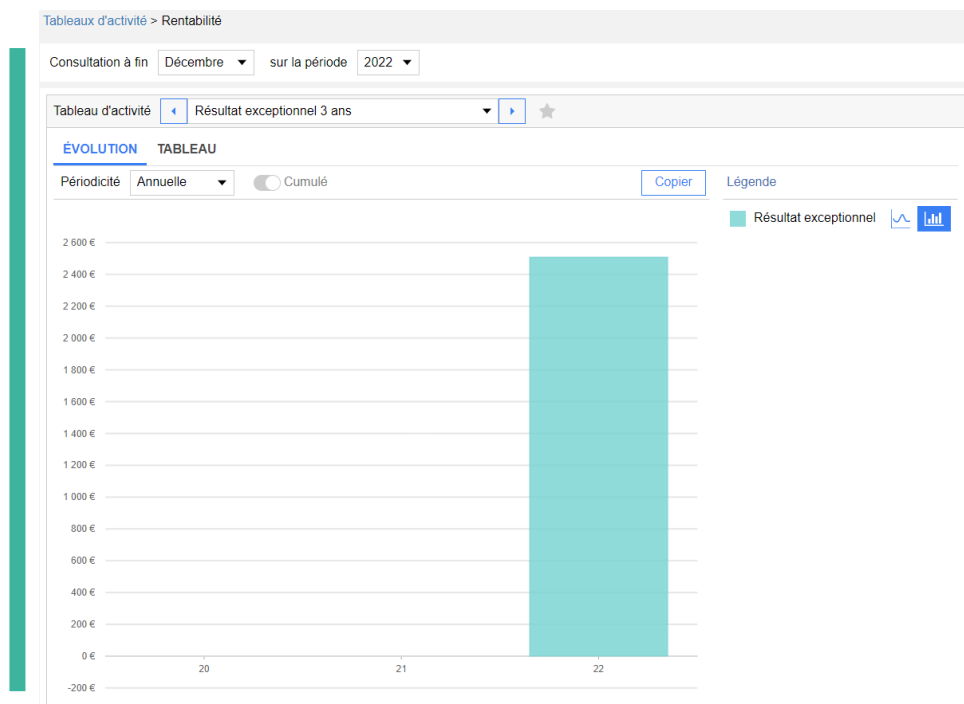 Tableaux d'activité > Rentabilité
Consultation à fin Décembre sur la période 2022
Tableau d'activité Résultat exceptionnel 3 ans
ÉVOLUTION TABLEAU
Périodicité Annuelle Cumulé Copier Légende
Résultat exceptionnel
2 600 €
2 400 €
2 200 €
2 000 €
1 800 €
1 600 €
1 400 €
1 200 €
1 000 €
800 €
600 €
400 €
200 €
0 €
20 21 22
-200 €